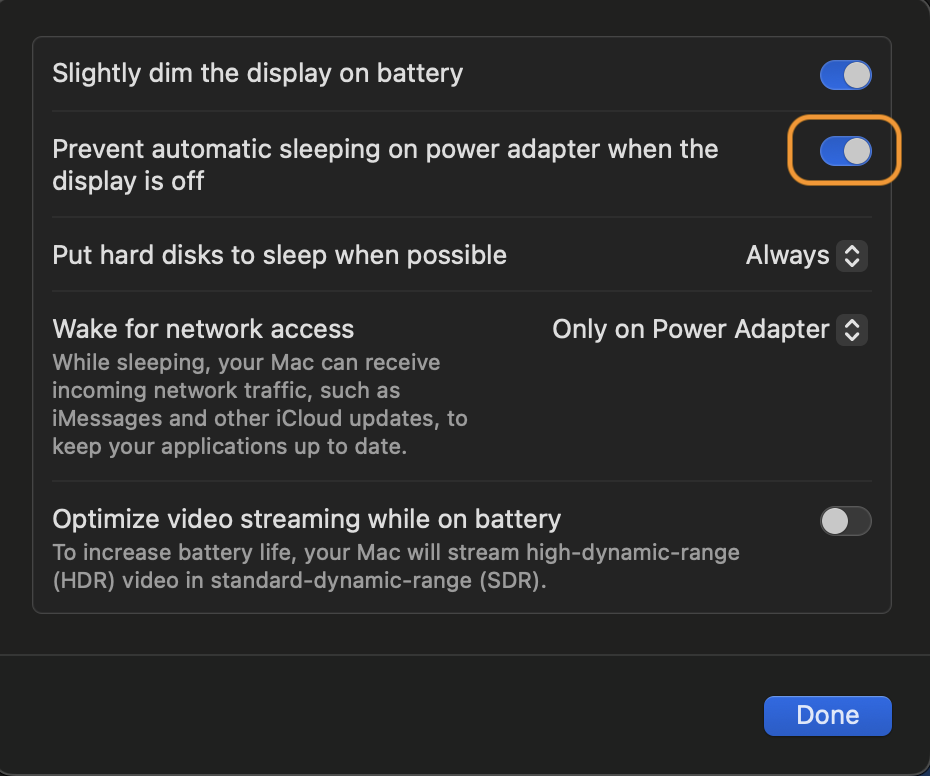 Slightly dim the display on battery
Prevent automatic sleeping on power adapter when the
display is off
Put hard disks to sleep when possible
Always
Wake for network access
Only on Power Adapter
While sleeping, your Mac can receive
incoming network traffic, such as
iMessages and other iCloud updates, to
keep your applications up to date.
Optimize video streaming while on battery
To increase battery life, your Mac will stream high-dynamic-range
(HDR) video in standard-dynamic-range (SDR).
Done